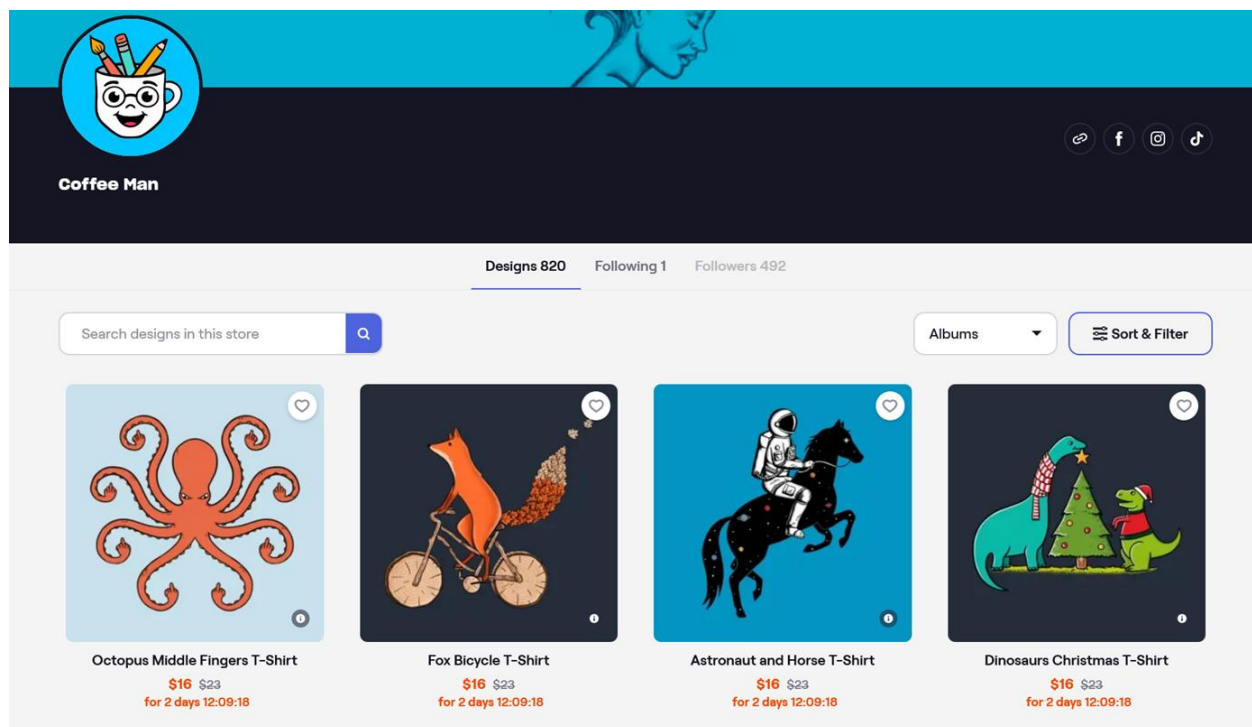 Coffee Man
Designs 820 Following 1 Followers 492
Search designs in this store
Albums
Sort & Filter
Octopus Middle Fingers T-Shirt
$16 $23
for 2 days 12:09:18
Fox Bicycle T-Shirt
$16 $23
for 2 days 12:09:18
Astronaut and Horse T-Shirt
$16 $23
for 2 days 12:09:18
Dinosaurs Christmas T-Shirt
$16 $23
for 2 days 12:09:18